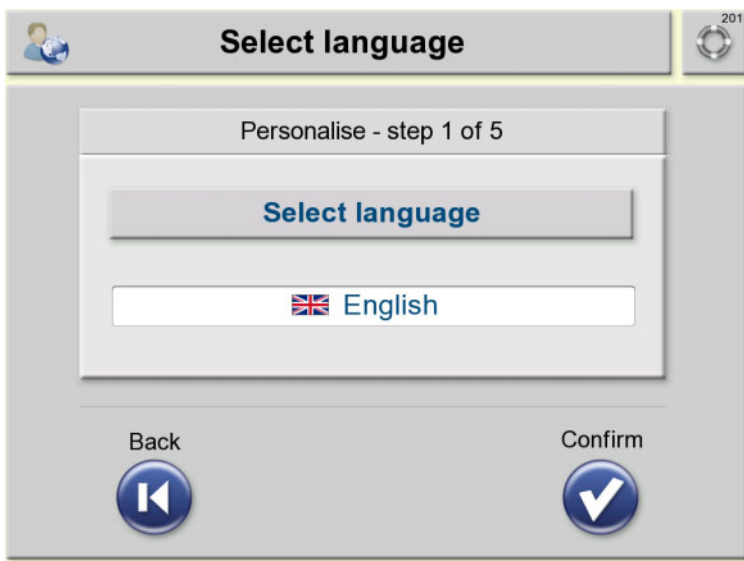 Select language
201
Personalise - step 1 of 5
Select language
English
Back
Confirm